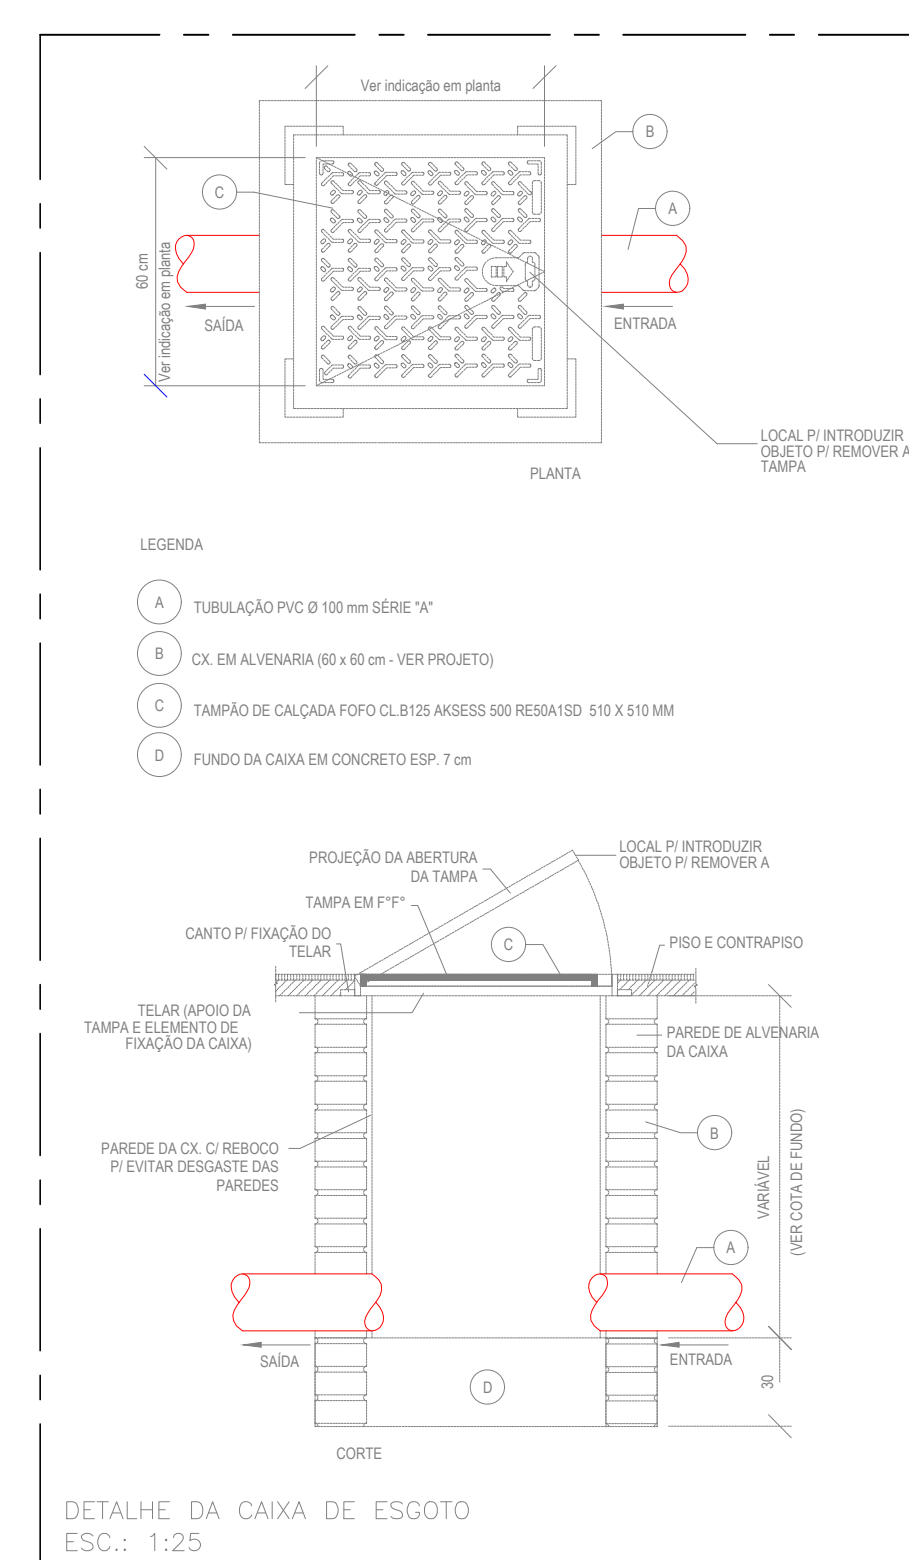 Ver indicação em planta
B
C
A
60 cm
Ver indicação em planta
SAÍDA
ENTRADA
LOCAL P/ INTRODUZIR
OBJETO P/ REMOVER A
TAMPA
PLANTA
LEGENDA
A TUBULAÇÃO PVC Ø 100 mm SÉRIE "A"
B CX. EM ALVENARIA (60 x 60 cm - VER PROJETO)
C TAMPÃO DE CALÇADA FOFO CL.B125 AKSESS 500 RE50A1SD 510 X 510 MM
D FUNDO DA CAIXA EM CONCRETO ESP. 7 cm
LOCAL P/ INTRODUZIR
OBJETO P/ REMOVER A
PROJEÇÃO DA ABERTURA
DA TAMPA
TAMPA EM F°F°
CANTO P/ FIXAÇÃO DO
TELAR
C
PISO E CONTRAPISO
TELAR (APOIO DA
TAMPA E ELEMENTO DE
FIXAÇÃO DA CAIXA)
PAREDE DE ALVENARIA
DA CAIXA
B
PAREDE DA CX. C/ REBOCO
P/ EVITAR DESGASTE DAS
PAREDES
VARIÁVEL
(VER COTA DE FUNDO)
A
SAÍDA
ENTRADA
D
30
CORTE
DETALHE DA CAIXA DE ESGOTO
ESC.: 1:25